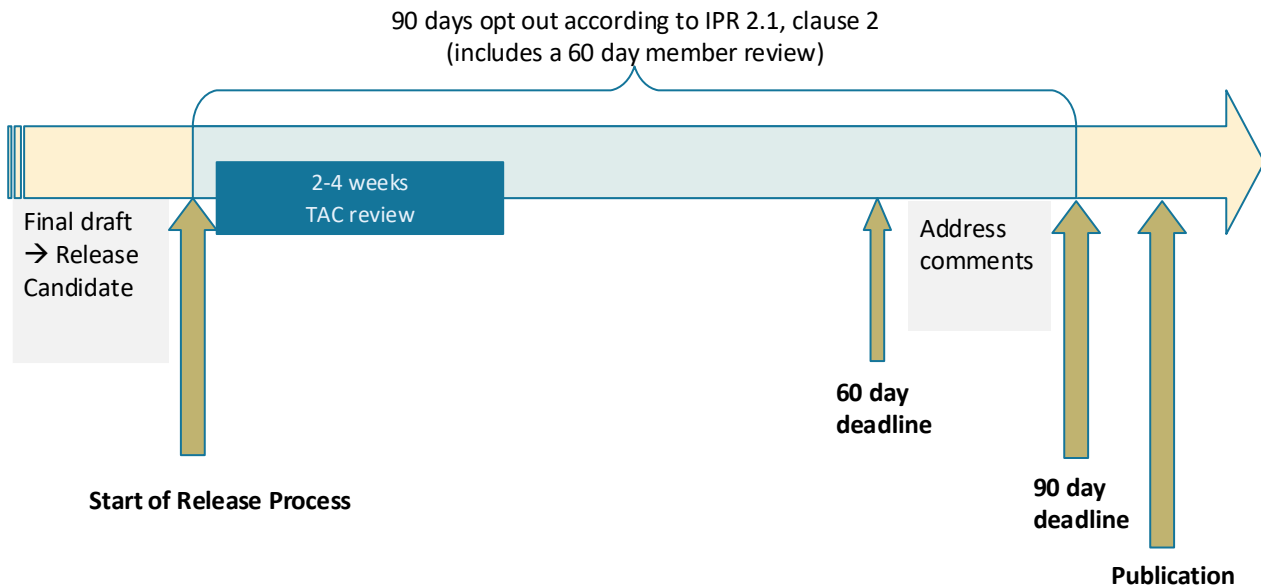 90 days opt out according to IPR 2.1, clause 2
(includes a 60 day member review)
2-4 weeks
TAC review
Final draft
→ Release
Candidate
Address
comments
60 day
deadline
Start of Release Process
90 day
deadline
Publication